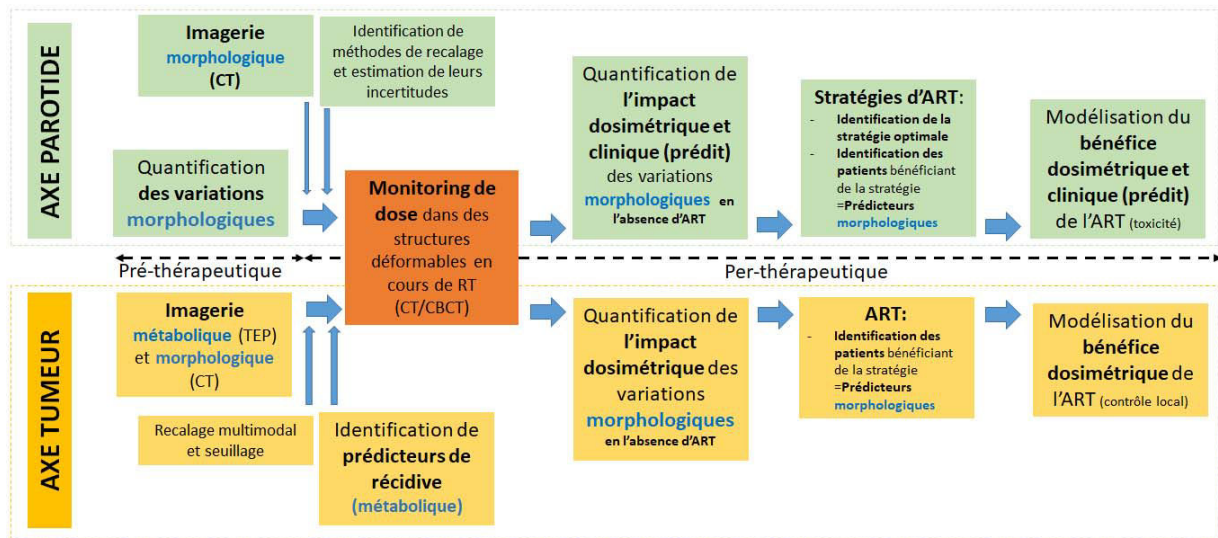 AXE PAROTIDE
Imagerie
morphologique
(CT)
Identification de
méthodes de recalage
et estimation de leurs
incertitudes
Quantification
des variations
morphologiques
Monitoring de
dose dans des
structures
déformables en
cours de RT
(CT/CBCT)
Quantification de
l'impact
dosimétrique et
clinique (prédit)
des variations
morphologiques en
l'absence d'ART
Stratégies d'ART:
- Identification de la
stratégie optimale
- Identification des
patients bénéficiant
de la stratégie
=Prédicteurs
morphologiques
Modélisation du
bénéfice
dosimétrique et
clinique (prédit)
de l'ART (toxicité)
Pré-thérapeutique
Per-thérapeutique
AXE TUMEUR
Imagerie
métabolique (TEP)
et morphologique
(CT)
Recalage multimodal
et seuillage
Identification de
prédicteurs de
récidive
(métabolique)
Quantification de
l'impact
dosimétrique des
variations
morphologiques
en l'absence d'ART
ART:
- Identification des
patients bénéficiant
de la stratégie
=Prédicteurs
morphologiques
Modélisation du
bénéfice
dosimétrique de
l'ART (contrôle local)